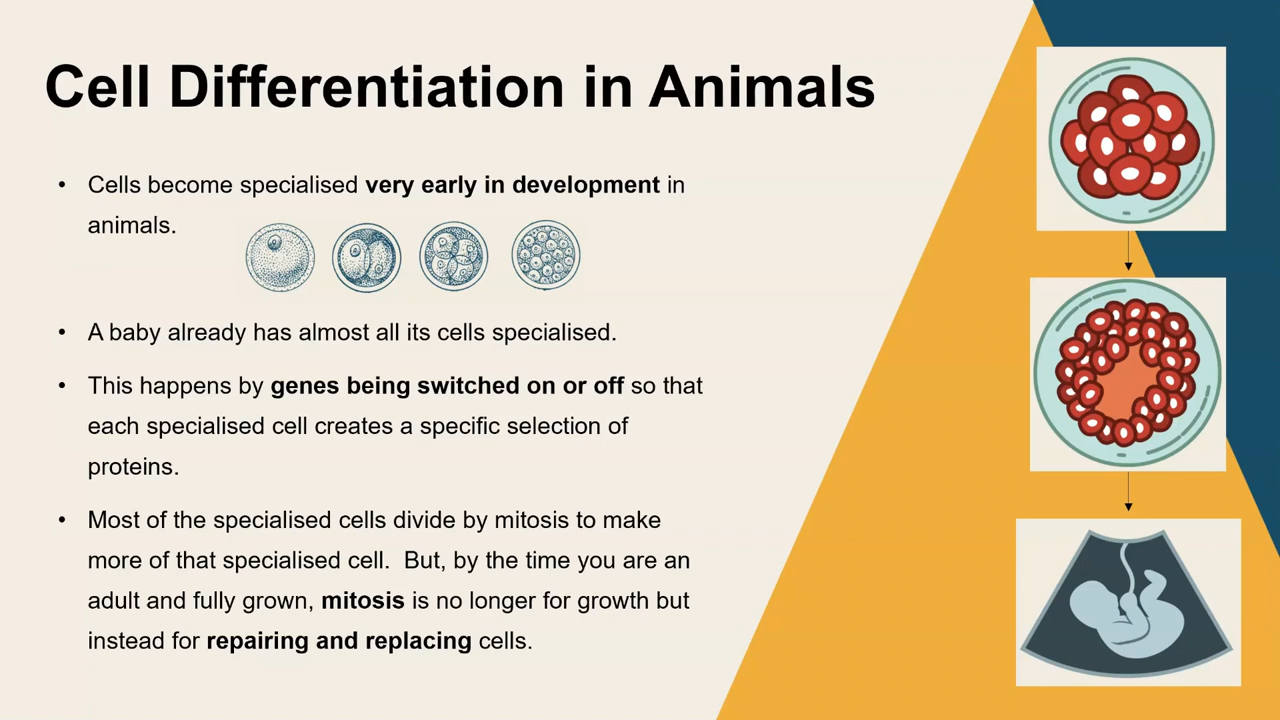 Cell Differentiation in Animals
• Cells become specialised very early in development in
animals.
• A baby already has almost all its cells specialised.
• This happens by genes being switched on or off so that
each specialised cell creates a specific selection of
proteins.
• Most of the specialised cells divide by mitosis to make
more of that specialised cell.  But, by the time you are an
adult and fully grown, mitosis is no longer for growth but
instead for repairing and replacing cells.